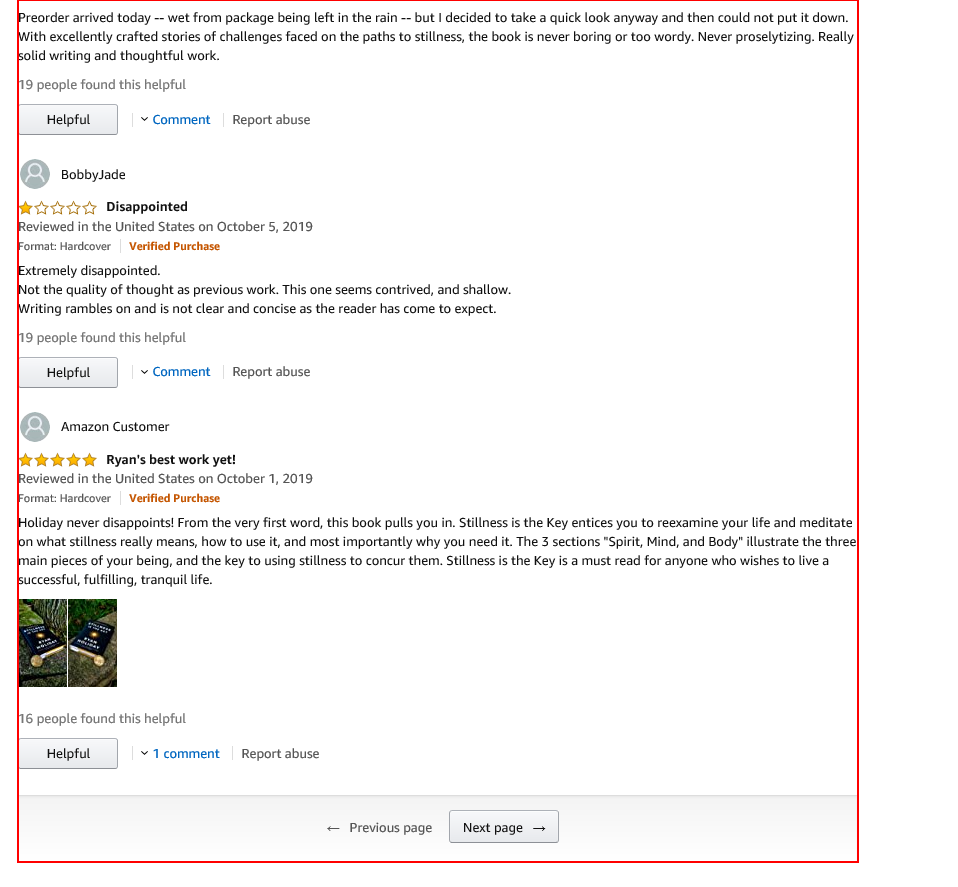 Preorder arrived today -- wet from package being left in the rain -- but I decided to take a quick look anyway and then could not put it down.
With excellently crafted stories of challenges faced on the paths to stillness, the book is never boring or too wordy. Never proselytizing. Really
solid writing and thoughtful work.
19 people found this helpful
Helpful Comment Report abuse
BobbyJade
Disappointed
Reviewed in the United States on October 5, 2019
Format: Hardcover Verified Purchase
Extremely disappointed.
Not the quality of thought as previous work. This one seems contrived, and shallow.
Writing rambles on and is not clear and concise as the reader has come to expect.
19 people found this helpful
Helpful Comment Report abuse
Amazon Customer
Ryan's best work yet!
Reviewed in the United States on October 1, 2019
Format: Hardcover Verified Purchase
Holiday never disappoints! From the very first word, this book pulls you in. Stillness is the Key entices you to reexamine your life and meditate
on what stillness really means, how to use it, and most importantly why you need it. The 3 sections "Spirit, Mind, and Body" illustrate the three
main pieces of your being, and the key to using stillness to concur them. Stillness is the Key is a must read for anyone who wishes to live a
successful, fulfilling, tranquil life.
STILLNESS
IS THE KEY
RYAN
HOLIDAY
STILLNESS
IS THE KEY
RYAN
HOLIDAY
16 people found this helpful
Helpful 1 comment Report abuse
← Previous page Next page →